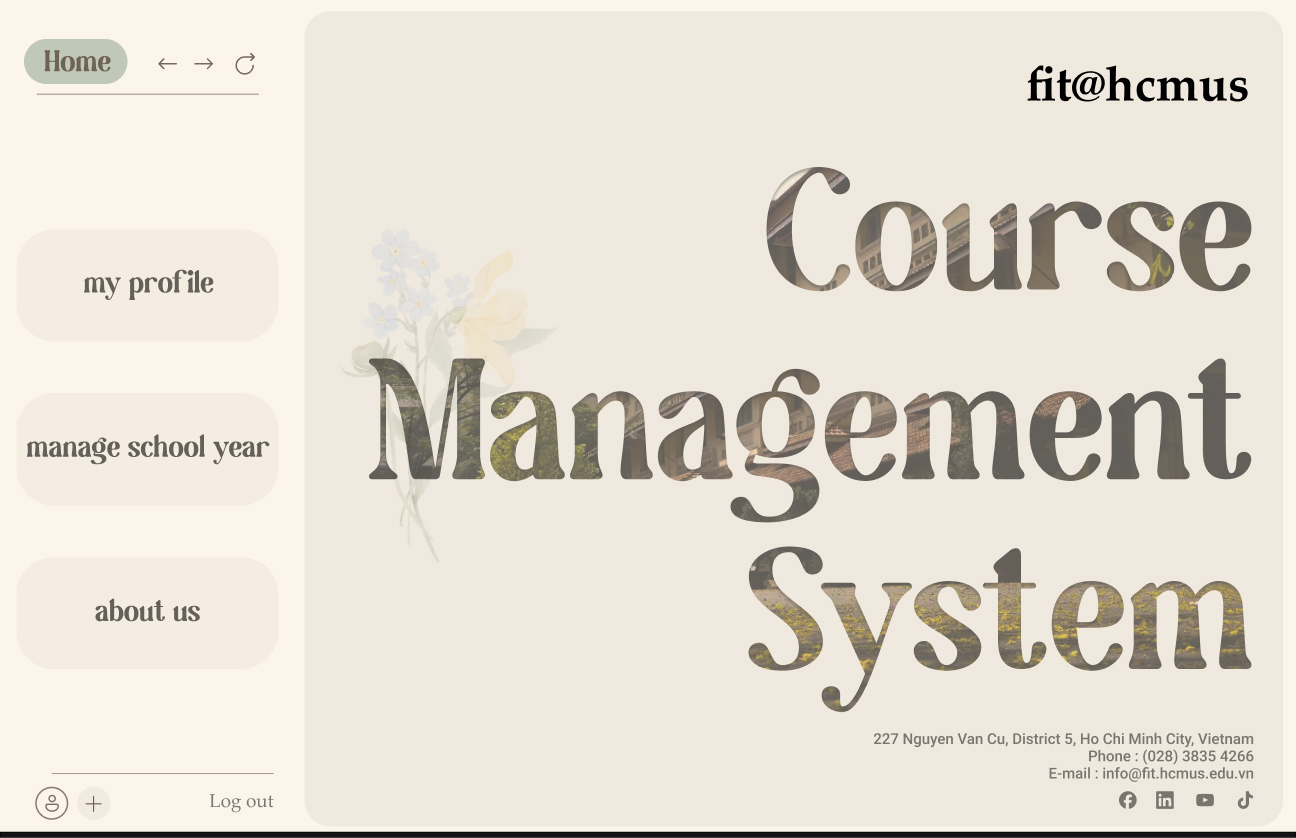 Home
my profile
manage school year
about us
Log out
fit@hcmus
Course
Management
System
227 Nguyen Van Cu, District 5, Ho Chi Minh City, Vietnam
Phone : (028) 3835 4266
E-mail : info@fit.hcmus.edu.vn